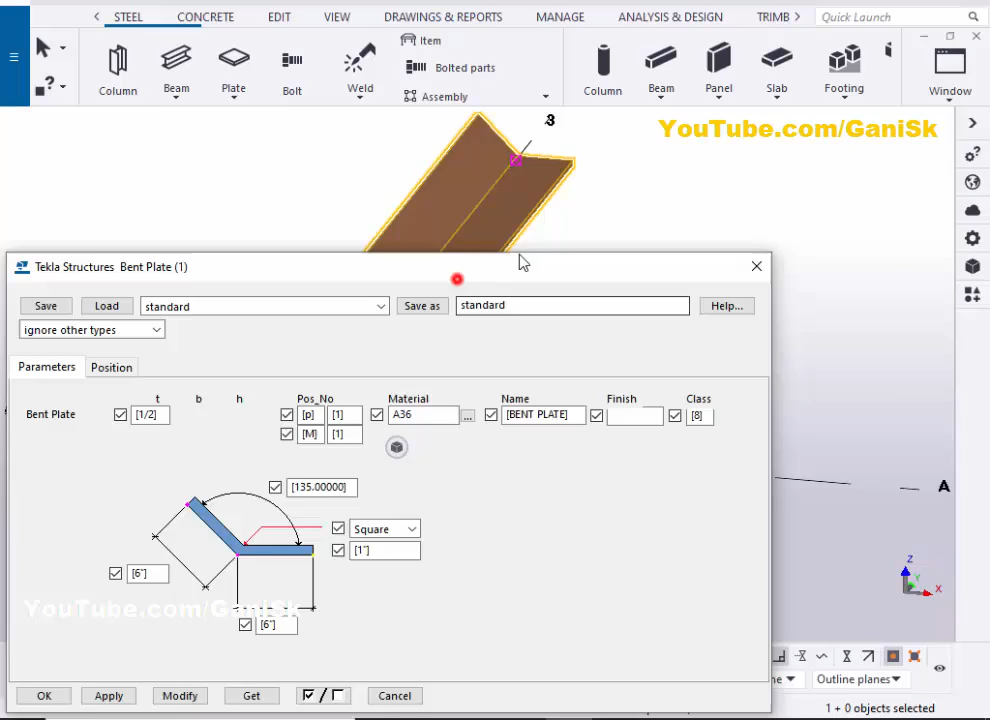 STEEL CONCRETE EDIT VIEW DRAWINGS & REPORTS MANAGE ANALYSIS & DESIGN TRIMB Quick Launch
Item
Bolted parts
Assembly
Column Beam Plate Bolt Weld Column Beam Panel Slab Footing Window
3
YouTube.com/GaniSk
Tekla Structures Bent Plate (1)
Save Load standard Save as standard Help...
ignore other types
Parameters Position
t b h Pos_No Material Name Finish Class
Bent Plate [1/2] [p] [1] A36 ... [BENT PLATE] [8]
[M] [1]
[135.00000]
A
Square
[1"]
[6"]
Z
Y
X
YouTube.com/GaniSk
[6"]
ne Outline planes
OK Apply Modify Get / Cancel
1 + 0 objects selected